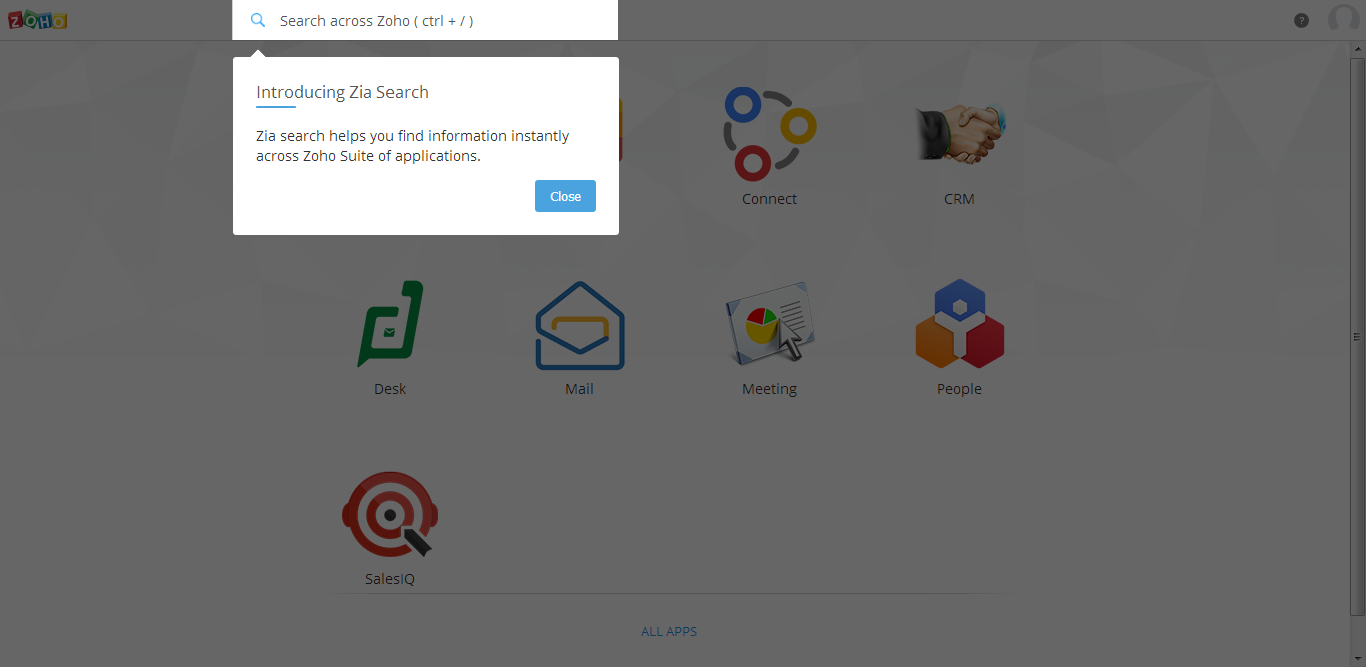 ZOHO
Search across Zoho ( ctrl + / )
?
Introducing Zia Search
Zia search helps you find information instantly
across Zoho Suite of applications.
Close
Connect
CRM
Desk
Mail
Meeting
People
SalesIQ
ALL APPS